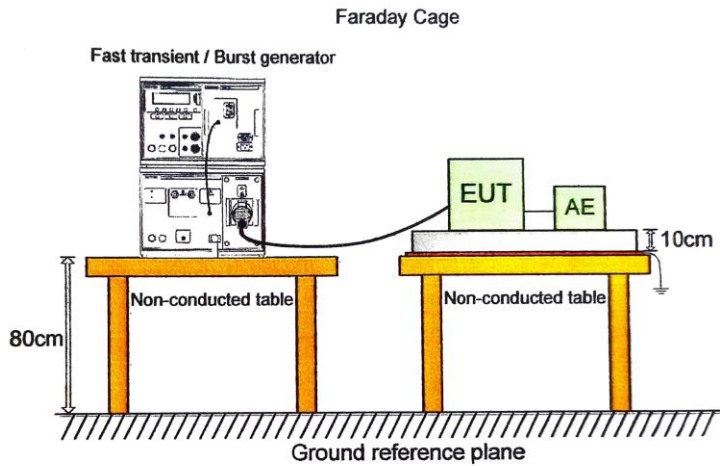 Faraday Cage
Fast transient / Burst generator
EUT
AE
10cm
Non-conducted table
Non-conducted table
80cm
Ground reference plane